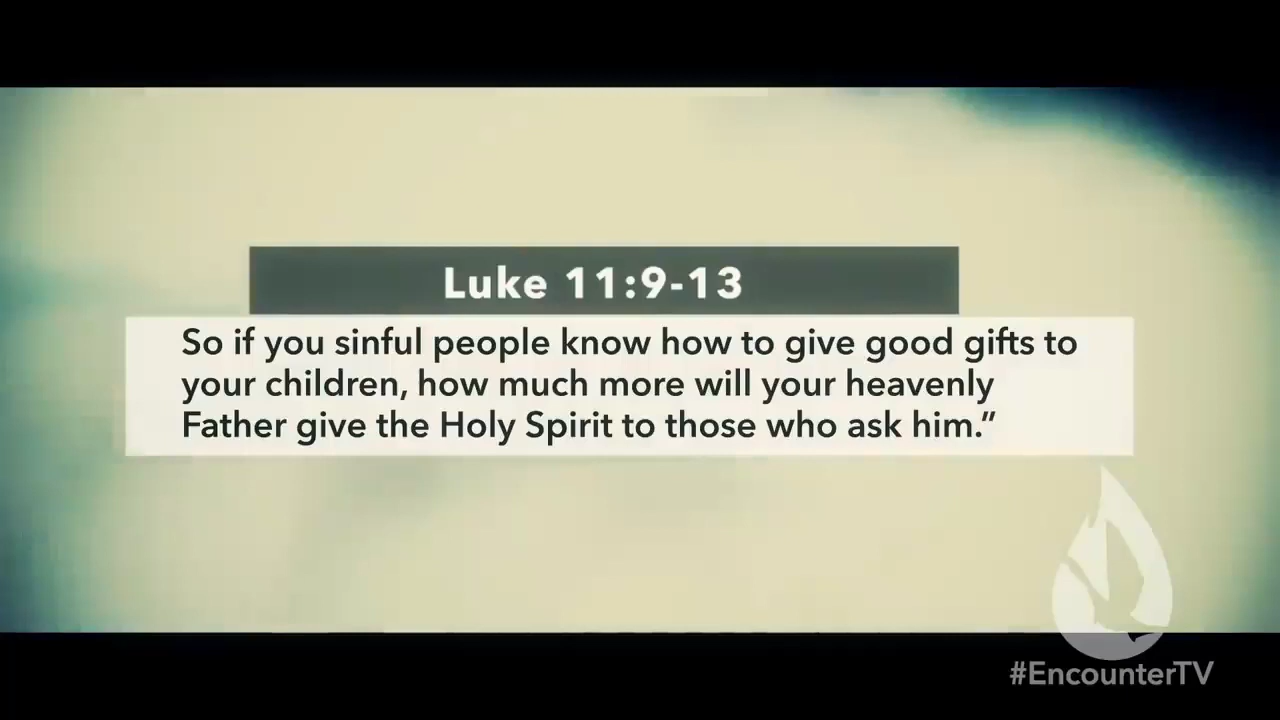 Luke 11:9-13
So if you sinful people know how to give good gifts to
your children, how much more will your heavenly
Father give the Holy Spirit to those who ask him.”
#EncounterTV